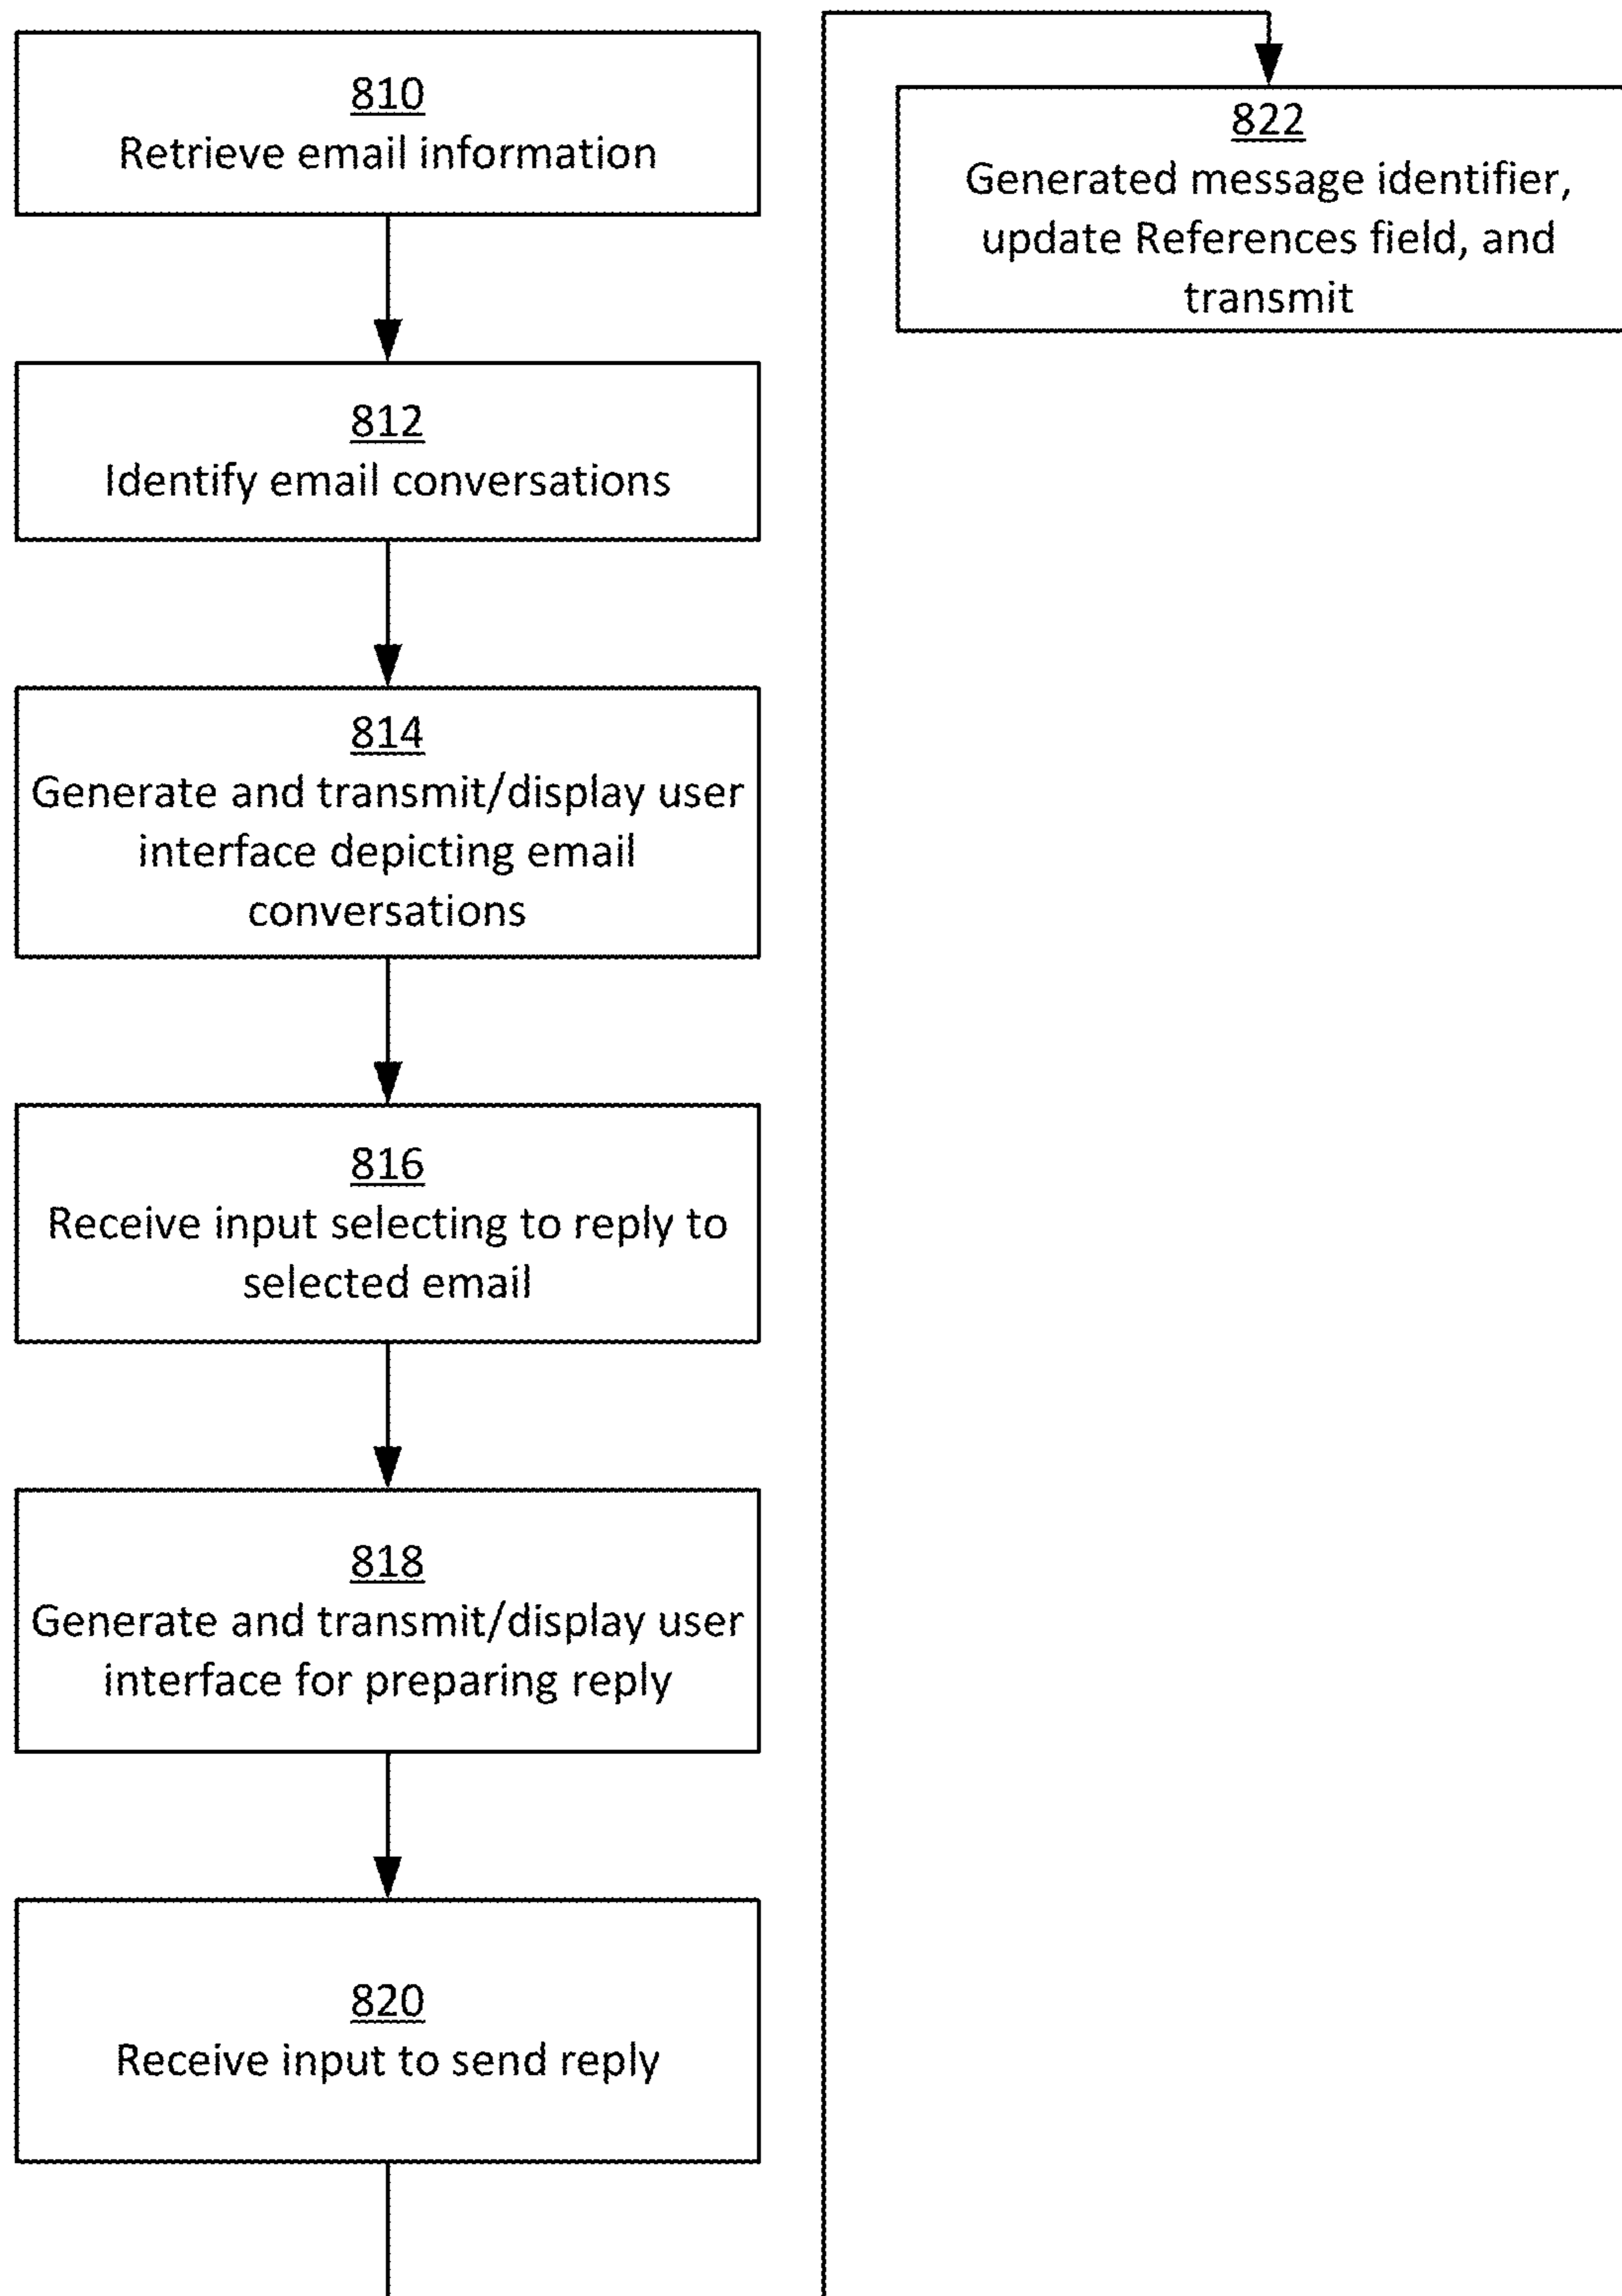 810
Retrieve email information
812
Identify email conversations
814
Generate and transmit/display user
interface depicting email
conversations
816
Receive input selecting to reply to
selected email
818
Generate and transmit/display user
interface for preparing reply
820
Receive input to send reply
822
Generated message identifier,
update References field, and
transmit